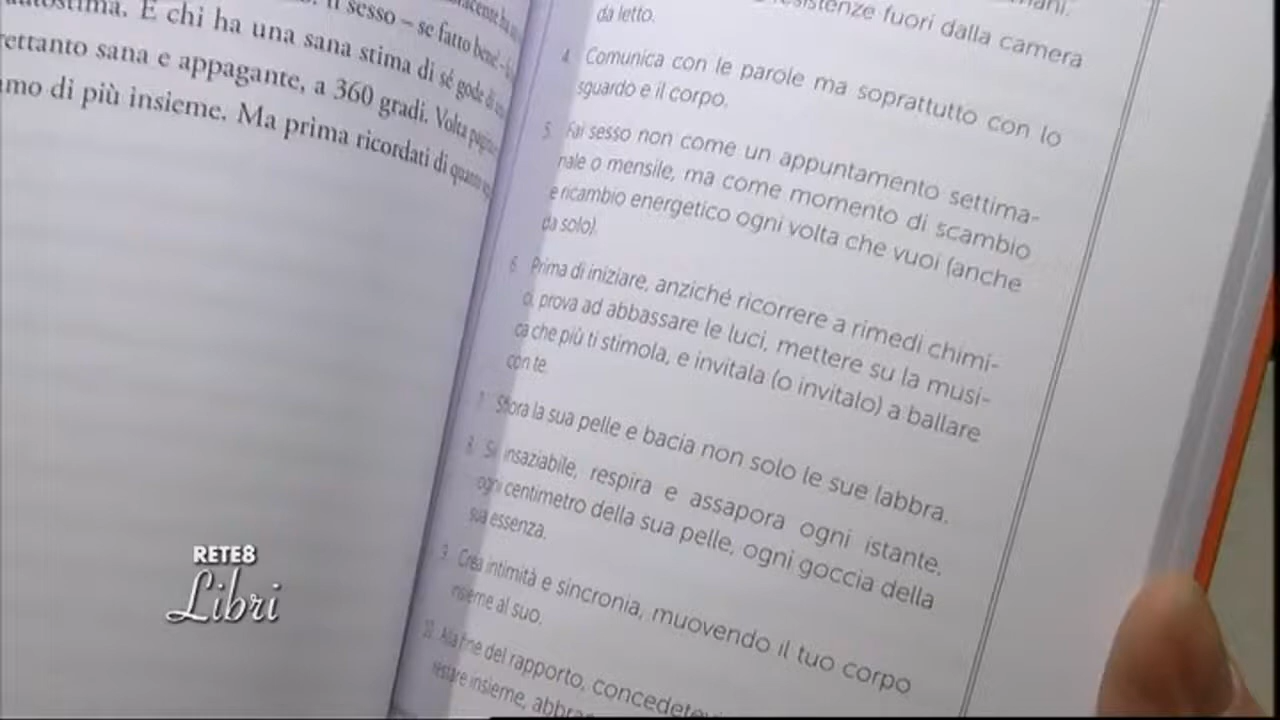 autostima. E chi ha una sana stima di sé gode di
sesso – se fatto bene! –
rettanto sana e appagante, a 360 gradi. Volta pagina
amo di più insieme. Ma prima ricordati di
fuori dalla camera
da letto.
4. Comunica con le parole ma soprattutto con lo
sguardo e il corpo.
5. Fai sesso non come un appuntamento settima-
nale o mensile, ma come momento di scambio
e ricambio energetico ogni volta che vuoi (anche
da solo).
6. Prima di iniziare, anziché ricorrere a rimedi chimi-
ci, prova ad abbassare le luci, mettere su la musi-
ca che più ti stimola, e invitala (o invitalo) a ballare
con te.
7. Sfiora la sua pelle e bacia non solo le sue labbra.
8. Sii insaziabile, respira e assapora ogni istante,
ogni centimetro della sua pelle, ogni goccia della
sua essenza.
9. Crea intimità e sincronia, muovendo il tuo corpo
insieme al suo.
10. Alla fine del rapporto,
restare insieme,
RETE8
Libri